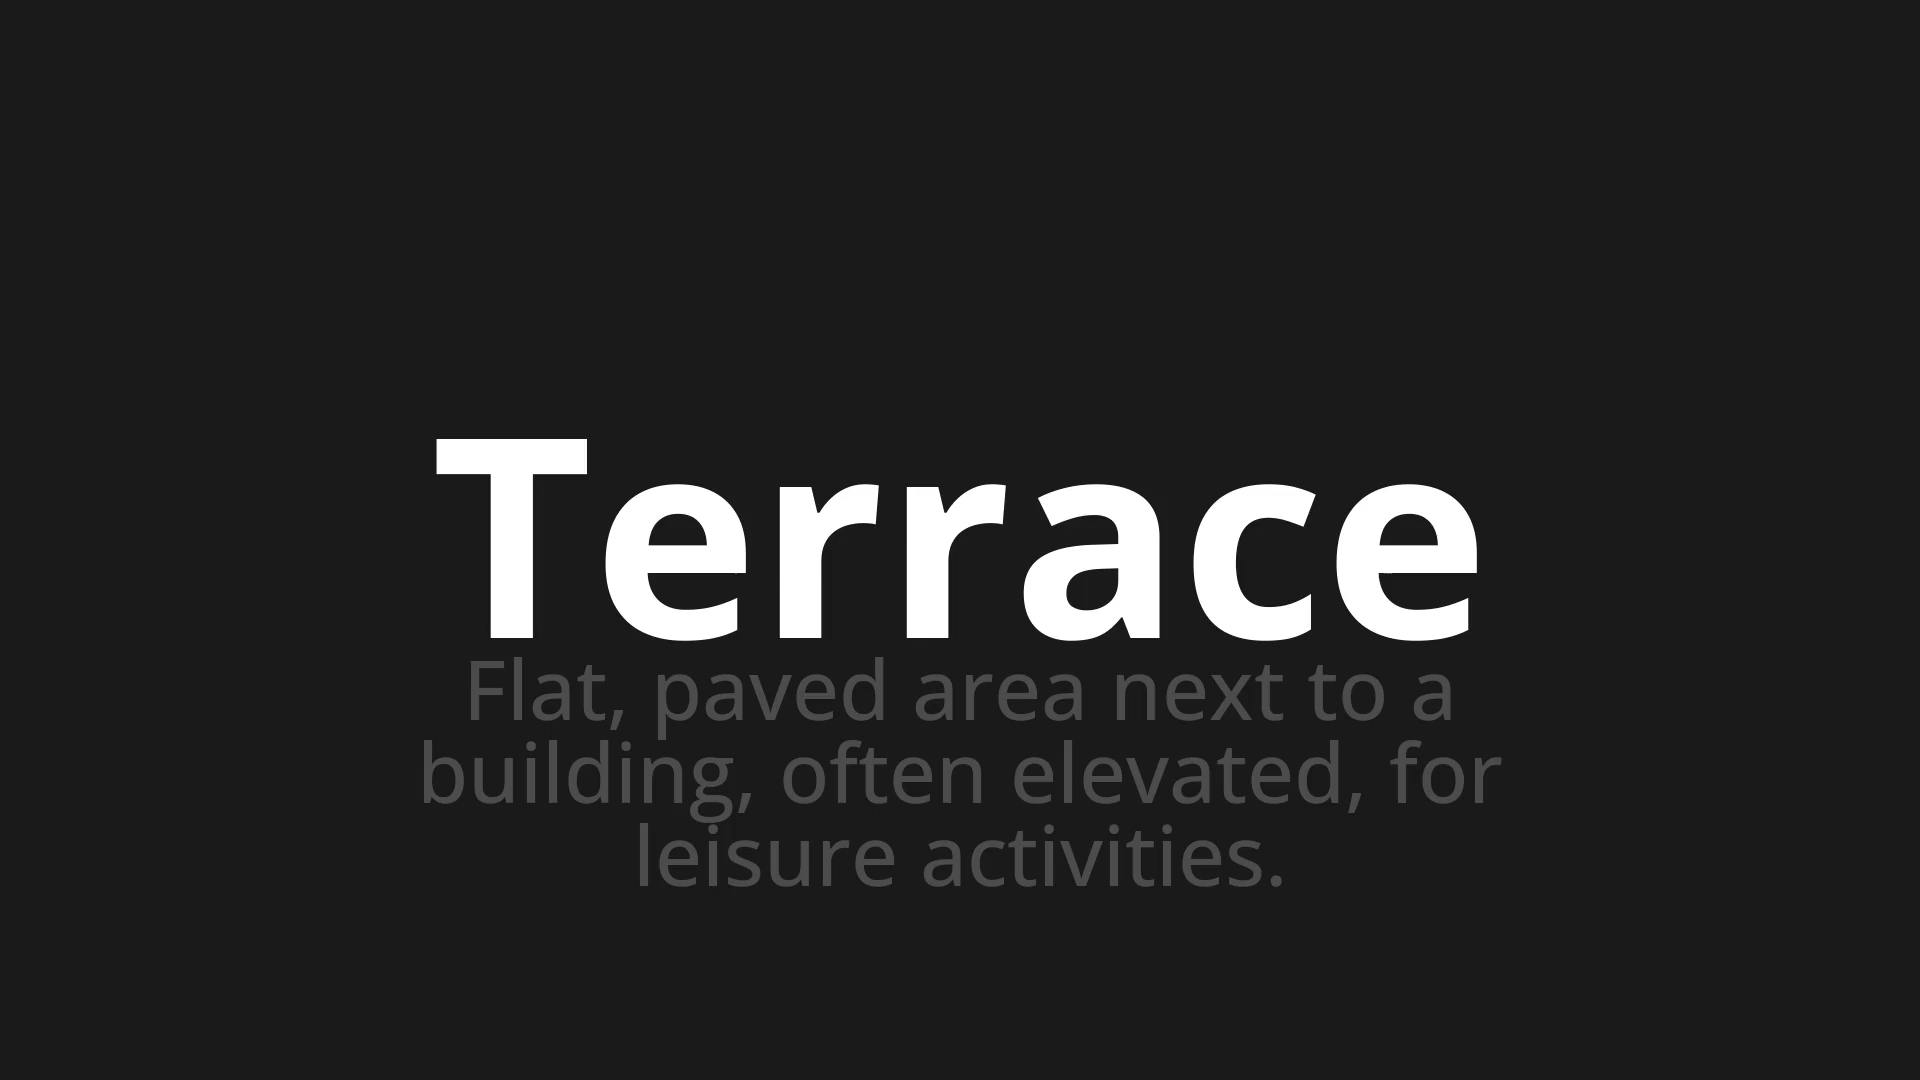 Terrace
Flat, paved area next to a
building, often elevated, for
leisure activities.